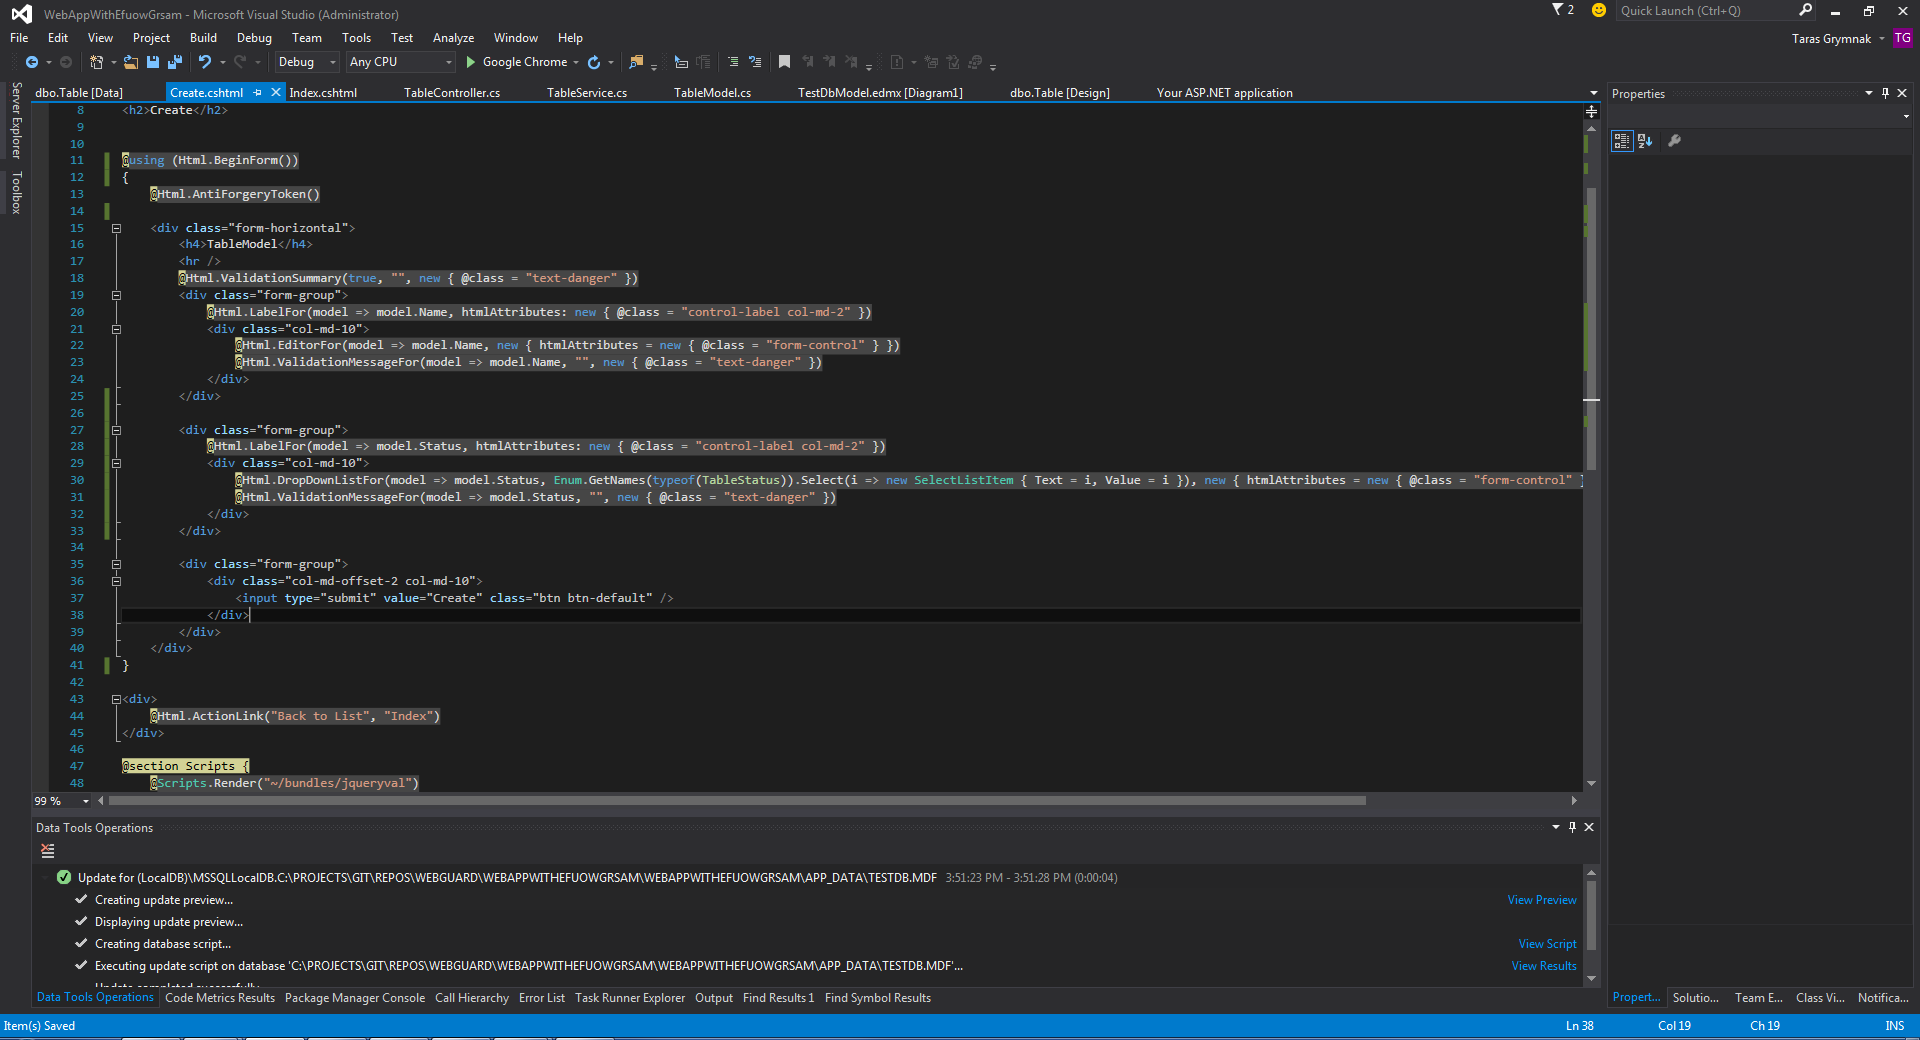 WebAppWithEfuowGrsam - Microsoft Visual Studio (Administrator)
2
Quick Launch (Ctrl+Q)
File Edit View Project Build Debug Team Tools Test Analyze Window Help
Taras Grymnak
TG
Debug
Any CPU
Google Chrome
Server Explorer
Toolbox
dbo.Table [Data]
Create.cshtml
Index.cshtml
TableController.cs
TableService.cs
TableModel.cs
TestDbModel.edmx [Diagram1]
dbo.Table [Design]
Your ASP.NET application
8 <h2>Create</h2>
9
10
11 @using (Html.BeginForm())
12 {
13 @Html.AntiForgeryToken()
14
15 <div class="form-horizontal">
16 <h4>TableModel</h4>
17 <hr />
18 @Html.ValidationSummary(true, "", new { @class = "text-danger" })
19 <div class="form-group">
20 @Html.LabelFor(model => model.Name, htmlAttributes: new { @class = "control-label col-md-2" })
21 <div class="col-md-10">
22 @Html.EditorFor(model => model.Name, new { htmlAttributes = new { @class = "form-control" } })
23 @Html.ValidationMessageFor(model => model.Name, "", new { @class = "text-danger" })
24 </div>
25 </div>
26
27 <div class="form-group">
28 @Html.LabelFor(model => model.Status, htmlAttributes: new { @class = "control-label col-md-2" })
29 <div class="col-md-10">
30 @Html.DropDownListFor(model => model.Status, Enum.GetNames(typeof(TableStatus)).Select(i => new SelectListItem { Text = i, Value = i }), new { htmlAttributes = new { @class = "form-control" }
31 @Html.ValidationMessageFor(model => model.Status, "", new { @class = "text-danger" })
32 </div>
33 </div>
34
35 <div class="form-group">
36 <div class="col-md-offset-2 col-md-10">
37 <input type="submit" value="Create" class="btn btn-default" />
38 </div>
39 </div>
40 </div>
41 }
42
43 <div>
44 @Html.ActionLink("Back to List", "Index")
45 </div>
46
47 @section Scripts {
48 @Scripts.Render("~/bundles/jqueryval")
99 %
Properties
Data Tools Operations
Update for (LocalDB)\MSSQLLocalDB.C:\PROJECTS\GIT\REPOS\WEBGUARD\WEBAPPWITHEFUOWGRSAM\WEBAPPWITHEFUOWGRSAM\APP_DATA\TESTDB.MDF 3:51:23 PM - 3:51:28 PM (0:00:04)
Creating update preview... View Preview
Displaying update preview...
Creating database script... View Script
Executing update script on database 'C:\PROJECTS\GIT\REPOS\WEBGUARD\WEBAPPWITHEFUOWGRSAM\WEBAPPWITHEFUOWGRSAM\APP_DATA\TESTDB.MDF'... View Results
Update completed successfully
Data Tools Operations Code Metrics Results Package Manager Console Call Hierarchy Error List Task Runner Explorer Output Find Results 1 Find Symbol Results
Propert... Solutio... Team E... Class Vi... Notifica...
Item(s) Saved
Ln 38 Col 19 Ch 19 INS